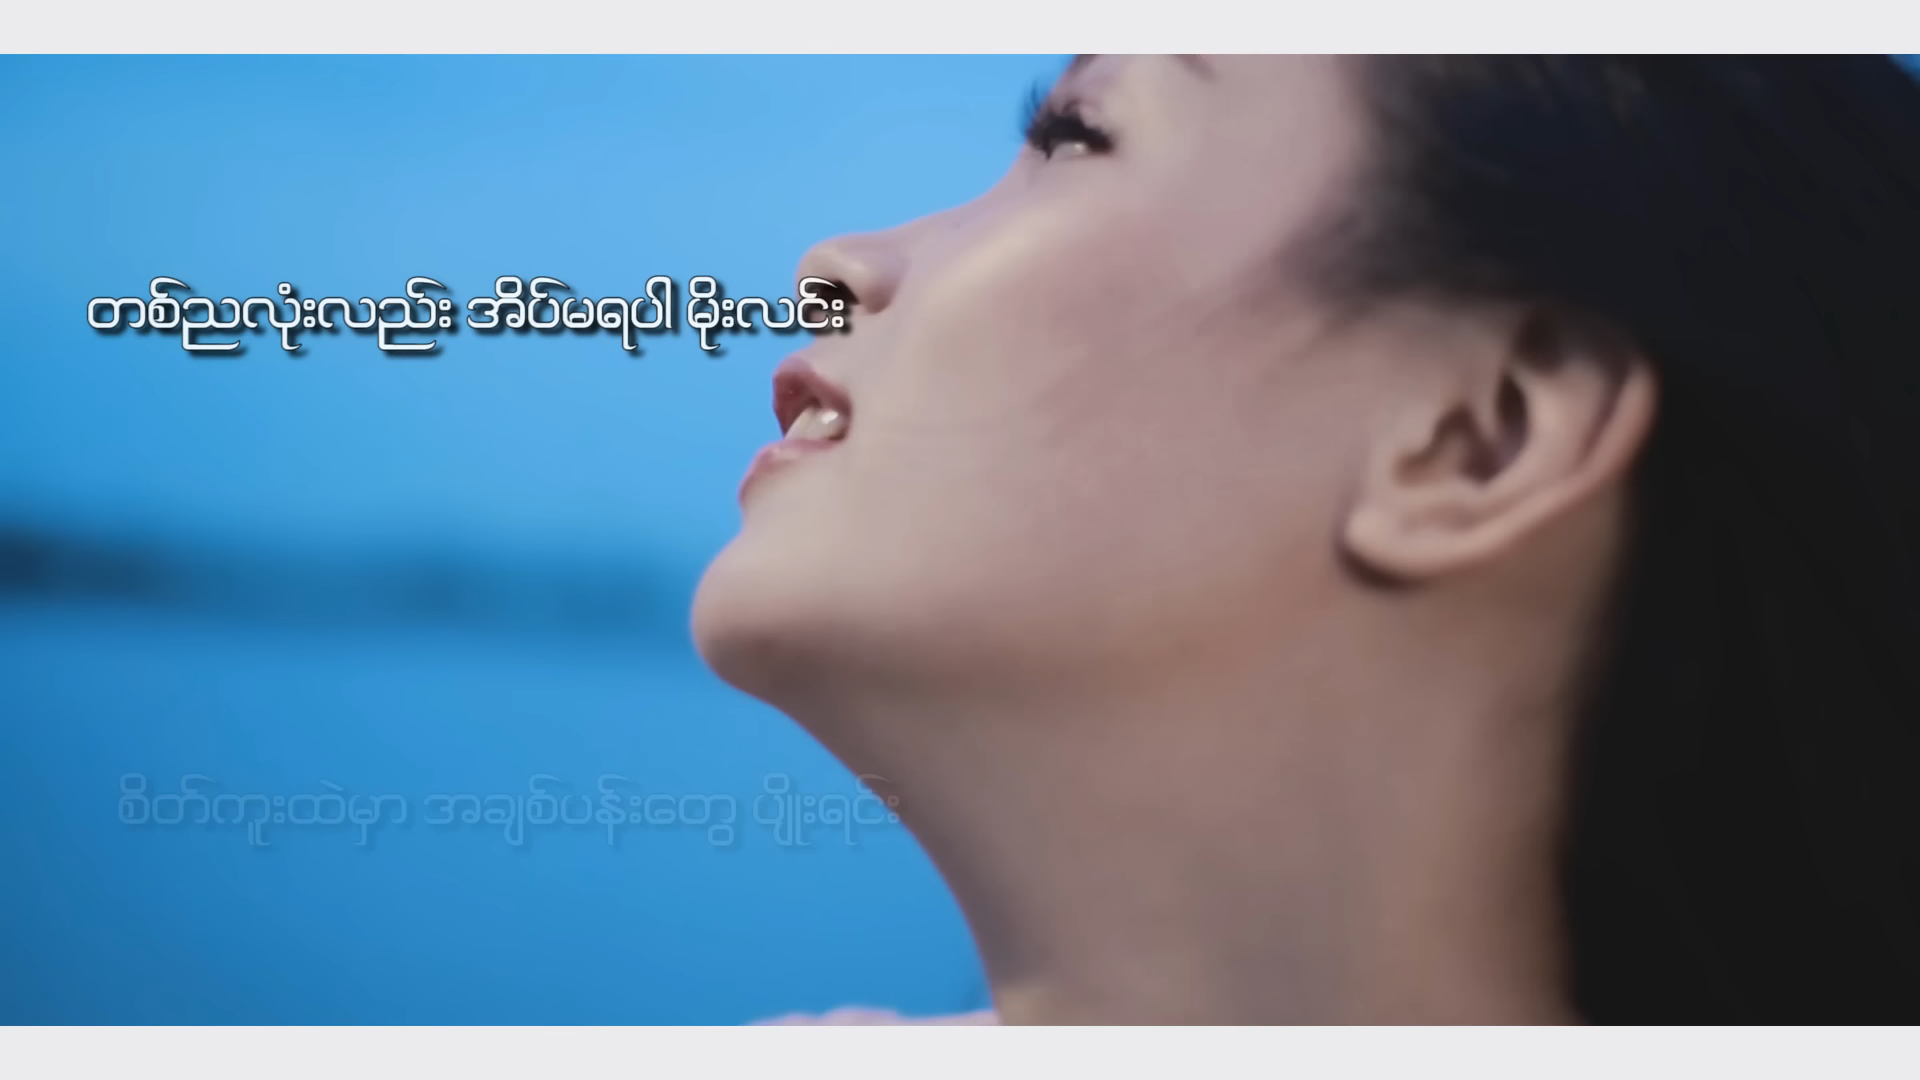 တစ်ညလုံးလည်း အိပ်မရပါ မိုးလင်း
စိတ်ကူးထဲမှာ အချစ်ပန်းတွေ ပျိုးရင်း